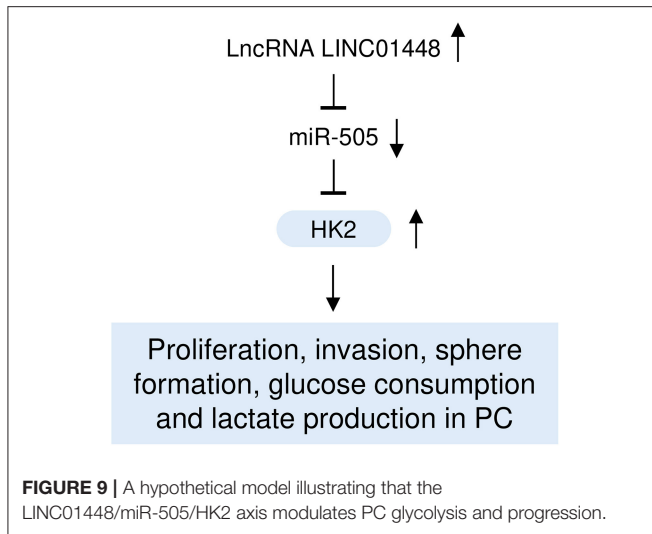 LncRNA LINC01448
miR-505
HK2
Proliferation, invasion, sphere
formation, glucose consumption
and lactate production in PC
FIGURE 9 | A hypothetical model illustrating that the
LINC01448/miR-505/HK2 axis modulates PC glycolysis and progression.